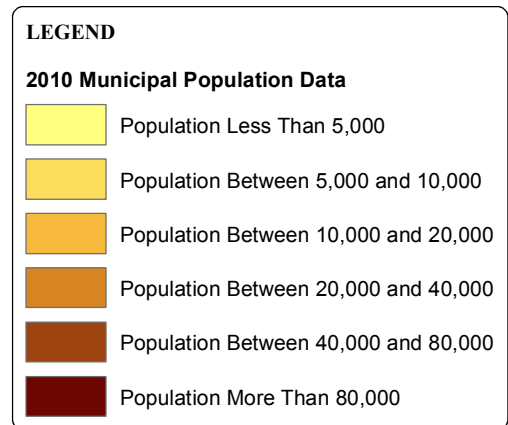 LEGEND
2010 Municipal Population Data
Population Less Than 5,000
Population Between 5,000 and 10,000
Population Between 10,000 and 20,000
Population Between 20,000 and 40,000
Population Between 40,000 and 80,000
Population More Than 80,000